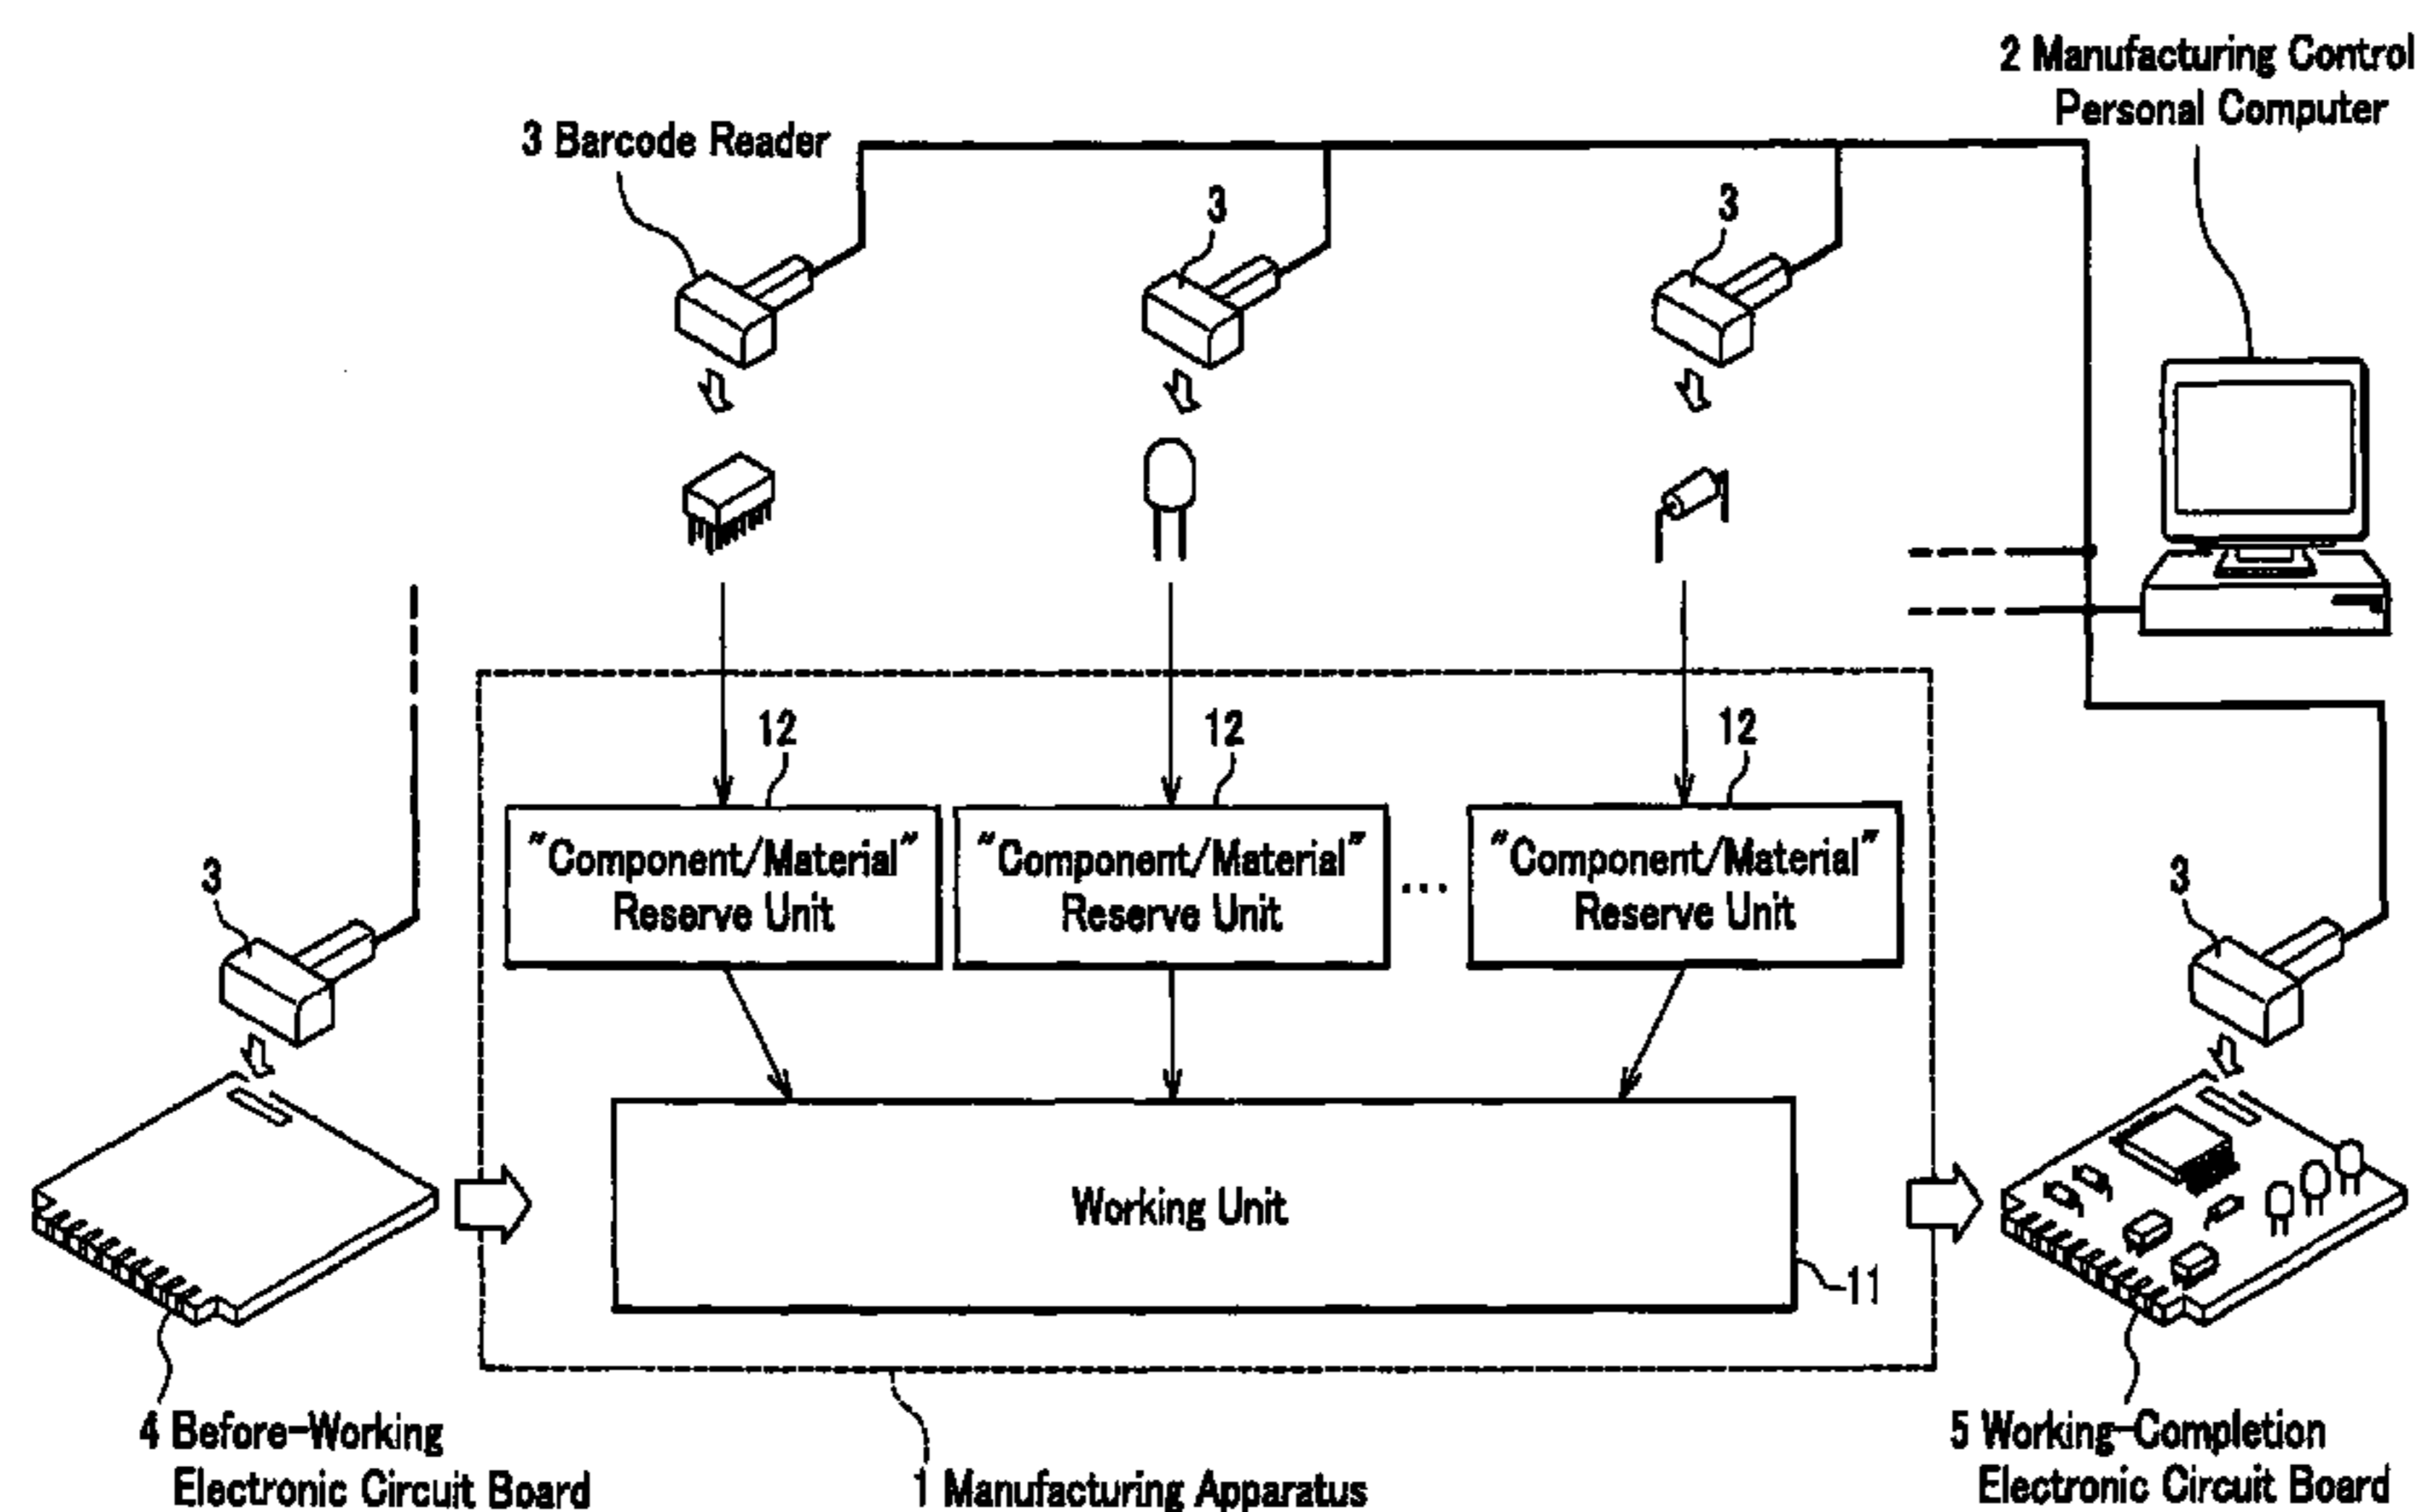 2 Manufacturing Control
Personal Computer
3 Barcode Reader
3
3
12
12
12
"Component/Material"
Reserve Unit
"Component/Material"
Reserve Unit
...
"Component/Material"
Reserve Unit
3
3
Working Unit
11
4 Before-Working
Electronic Circuit Board
1 Manufacturing Apparatus
5 Working-Completion
Electronic Circuit Board